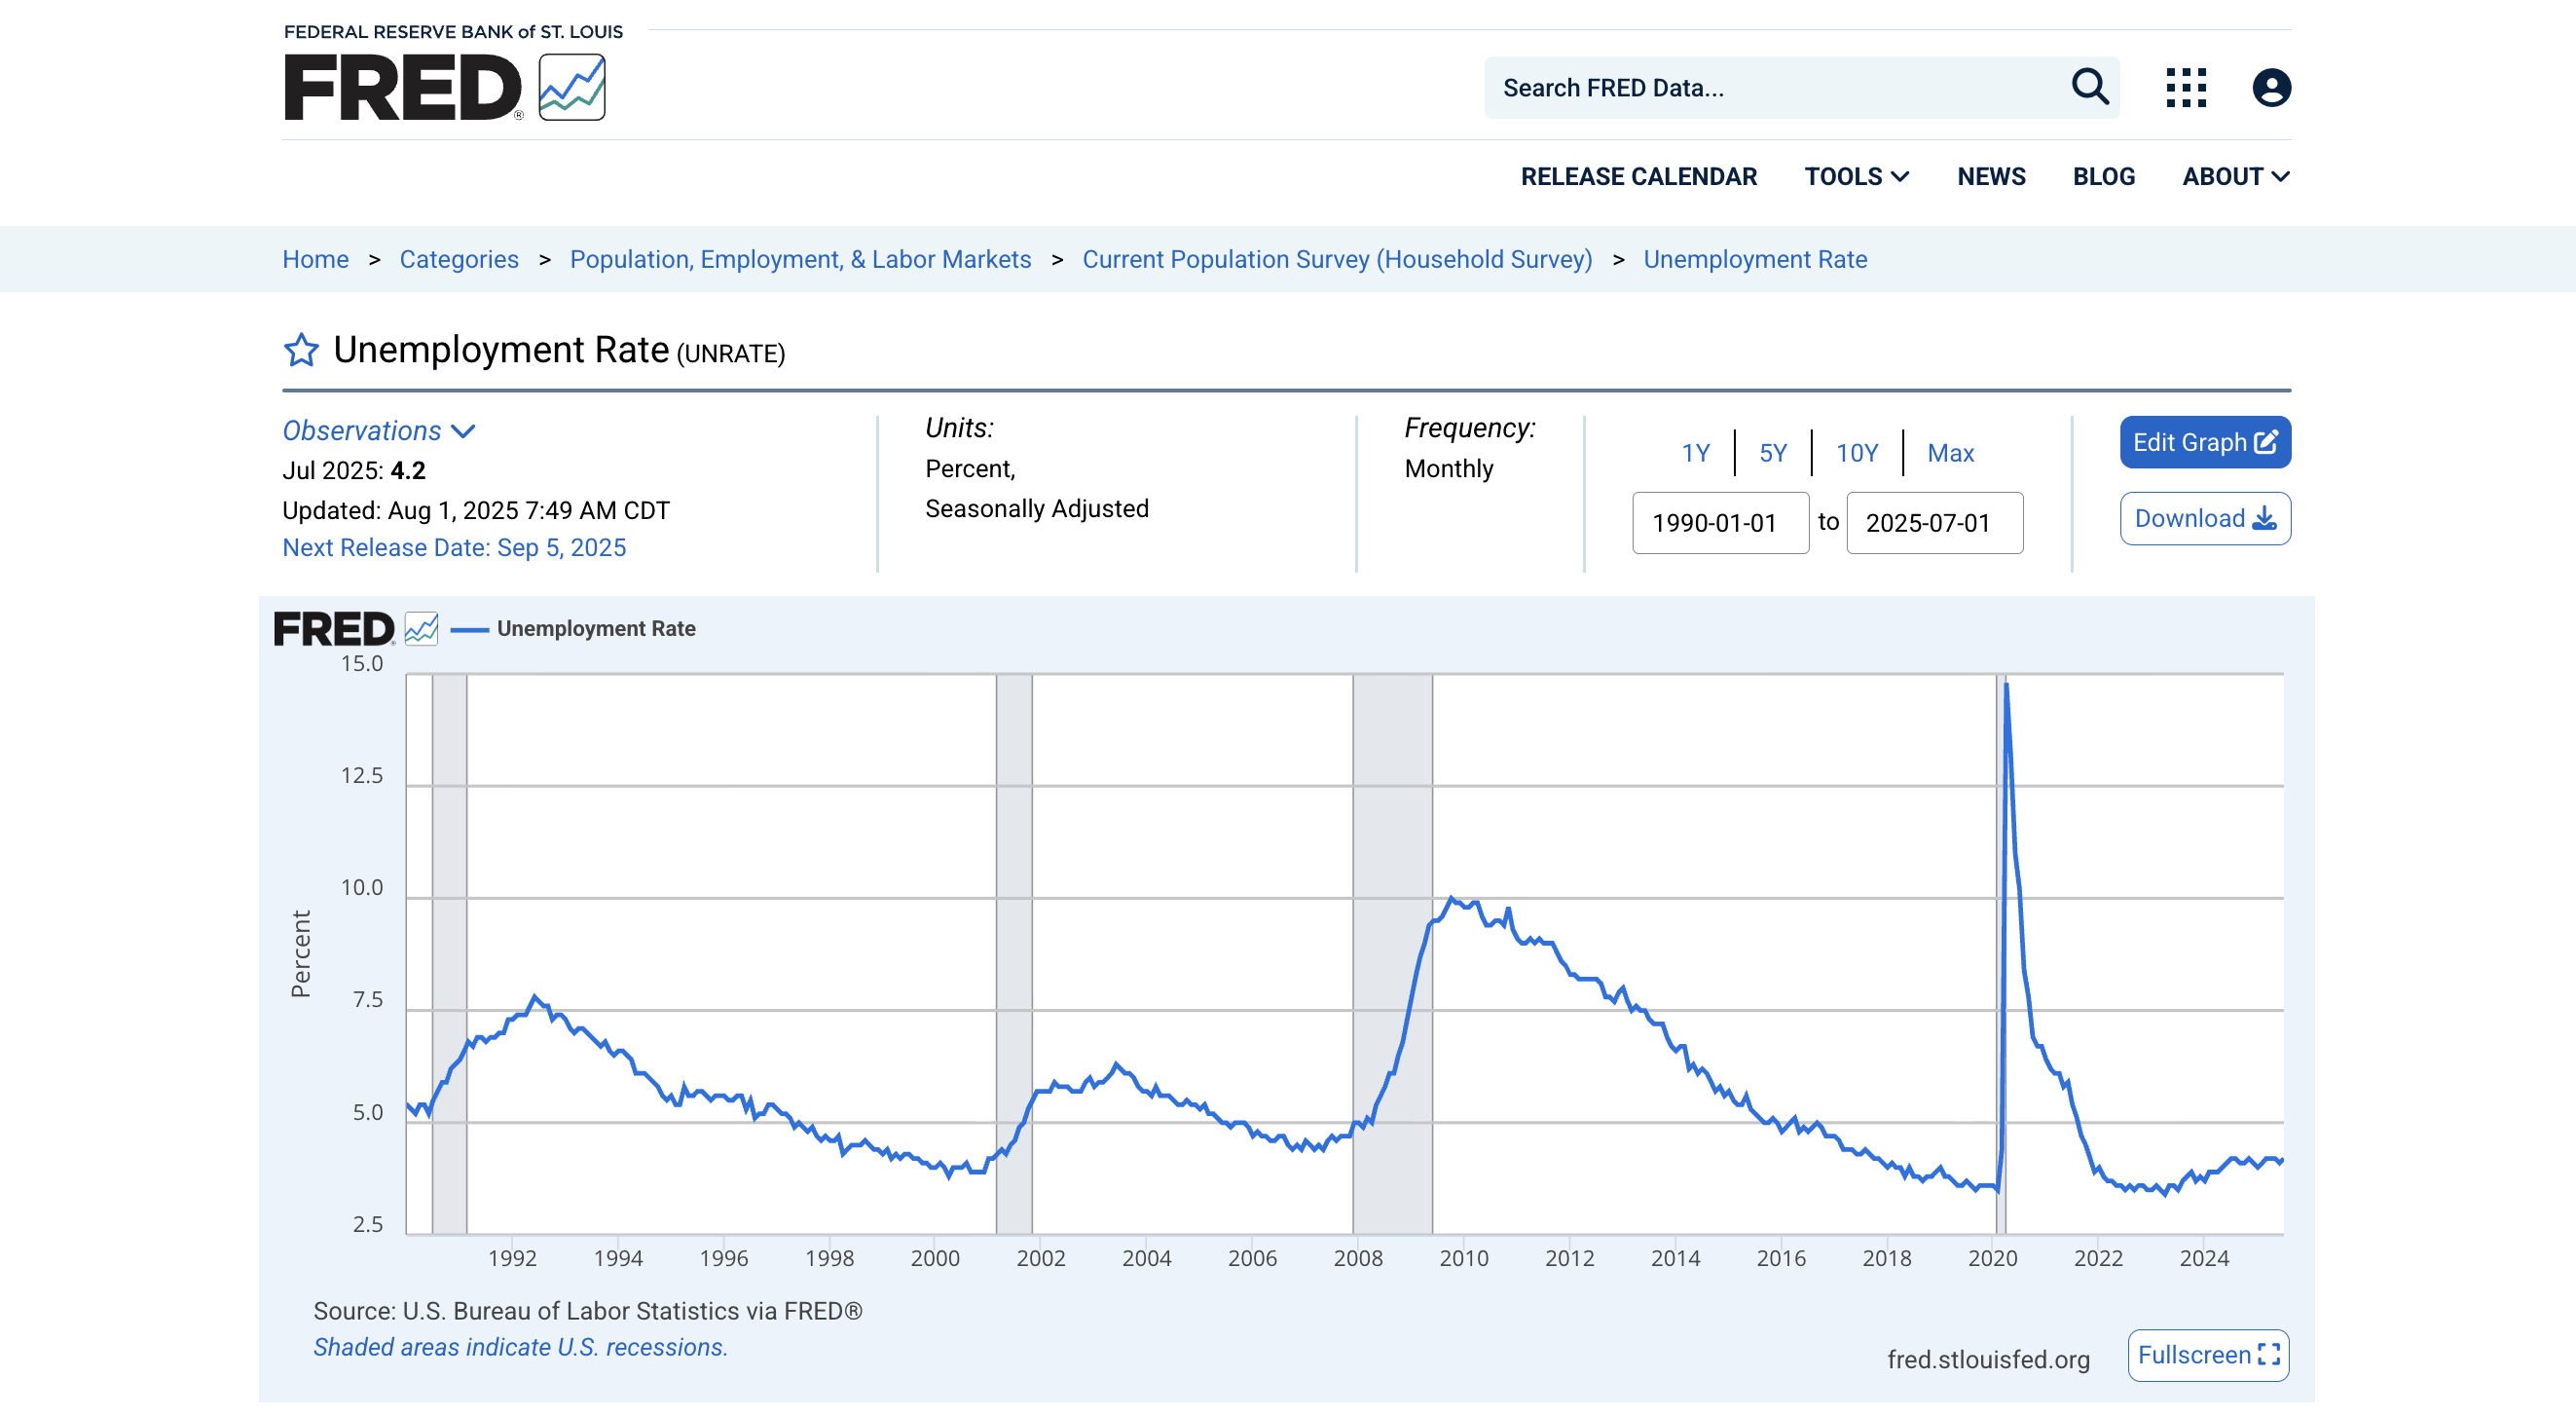 FEDERAL RESERVE BANK of ST. LOUIS
FRED®
Search FRED Data...
RELEASE CALENDAR TOOLS NEWS BLOG ABOUT
Home > Categories > Population, Employment, & Labor Markets > Current Population Survey (Household Survey) > Unemployment Rate
Unemployment Rate (UNRATE)
Observations
Jul 2025: 4.2
Updated: Aug 1, 2025 7:49 AM CDT
Next Release Date: Sep 5, 2025
Units:
Percent,
Seasonally Adjusted
Frequency:
Monthly
1Y | 5Y | 10Y | Max
1990-01-01 to 2025-07-01
Edit Graph
Download
FRED® Unemployment Rate
15.0
12.5
10.0
7.5
5.0
2.5
Percent
1992 1994 1996 1998 2000 2002 2004 2006 2008 2010 2012 2014 2016 2018 2020 2022 2024
Source: U.S. Bureau of Labor Statistics via FRED®
Shaded areas indicate U.S. recessions.
fred.stlouisfed.org
Fullscreen